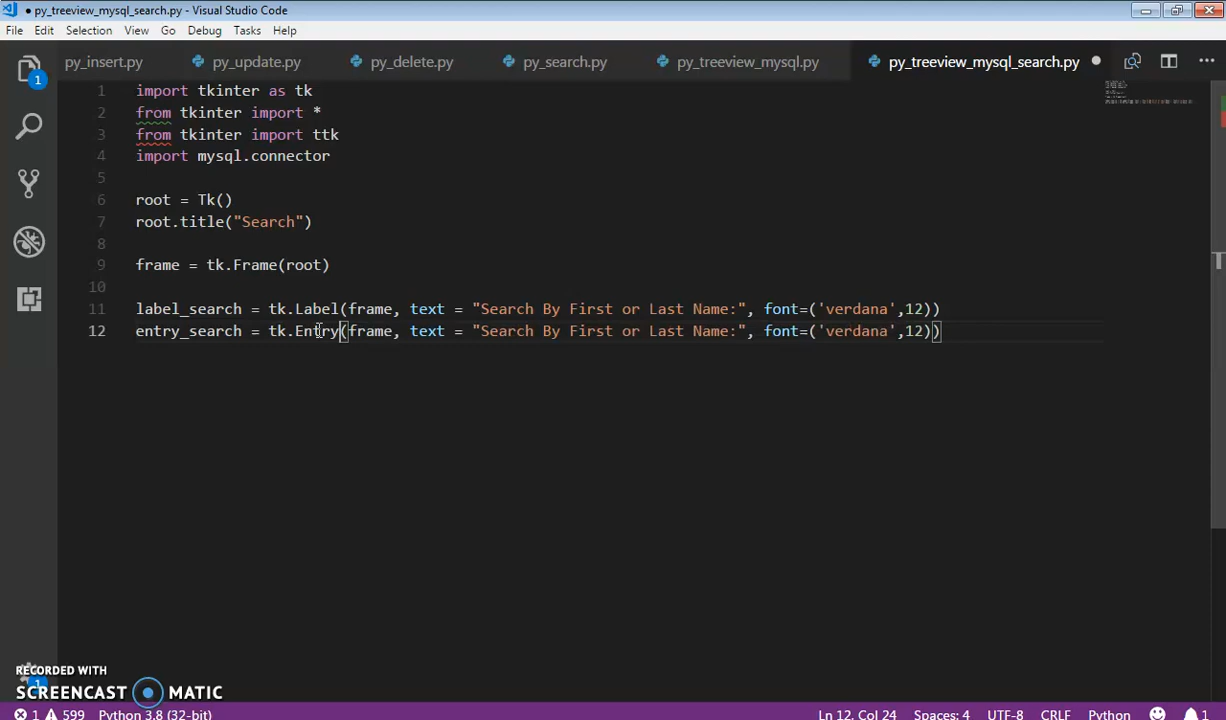 ● py_treeview_mysql_search.py - Visual Studio Code
File Edit Selection View Go Debug Tasks Help
py_insert.py py_update.py py_delete.py py_search.py py_treeview_mysql.py py_treeview_mysql_search.py ●
1
1 import tkinter as tk
2 from tkinter import *
3 from tkinter import ttk
4 import mysql.connector
5
6 root = Tk()
7 root.title("Search")
8
9 frame = tk.Frame(root)
10
11 label_search = tk.Label(frame, text = "Search By First or Last Name:", font=('verdana',12))
12 entry_search = tk.Entry(frame, text = "Search By First or Last Name:", font=('verdana',12))
RECORDED WITH
1
SCREENCAST MATIC
1 599 Python 3.8 (32-bit) Ln 12, Col 24 Spaces: 4 UTF-8 CRLF Python 1